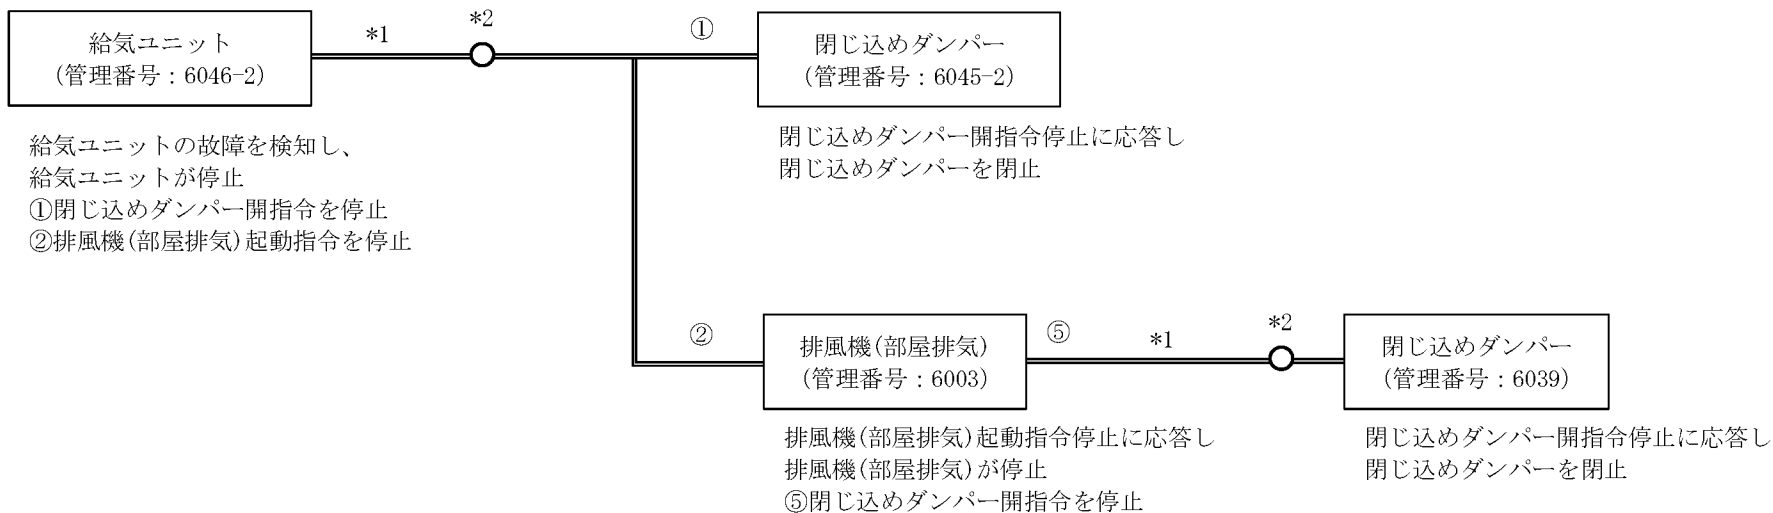 給気ユニット
(管理番号：6046-2)
*1
*2
①
閉じ込めダンパー
(管理番号：6045-2)
給気ユニットの故障を検知し、
給気ユニットが停止
①閉じ込めダンパー開指令を停止
②排風機(部屋排気)起動指令を停止
閉じ込めダンパー開指令停止に応答し
閉じ込めダンパーを閉止
②
排風機(部屋排気)
(管理番号：6003)
⑤
*1
*2
閉じ込めダンパー
(管理番号：6039)
排風機(部屋排気)起動指令停止に応答し
排風機(部屋排気)が停止
⑤閉じ込めダンパー開指令を停止
閉じ込めダンパー開指令停止に応答し
閉じ込めダンパーを閉止